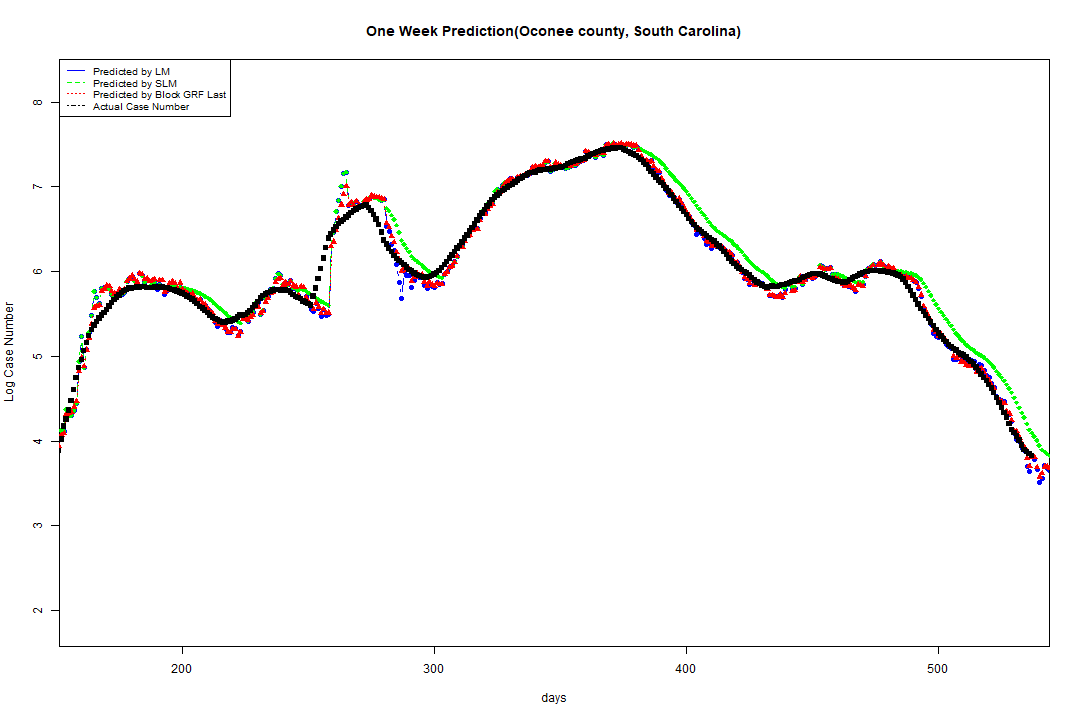 One Week Prediction(Oconee county, South Carolina)
Predicted by LM
Predicted by SLM
Predicted by Block GRF Last
Actual Case Number
8
7
6
5
4
3
2
Log Case Number
200
300
400
500
days